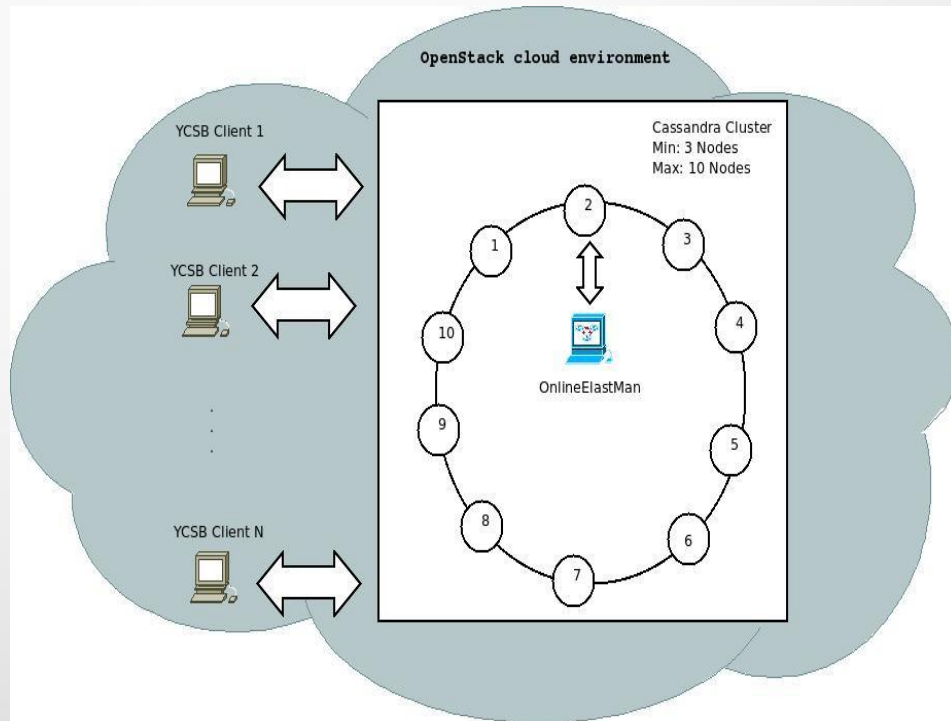 OpenStack cloud environment
YCSB Client 1
Cassandra Cluster
Min: 3 Nodes
Max: 10 Nodes
2
1
3
YCSB Client 2
10
4
OnlineElastMan
.
.
.
9
5
8
6
YCSB Client N
7